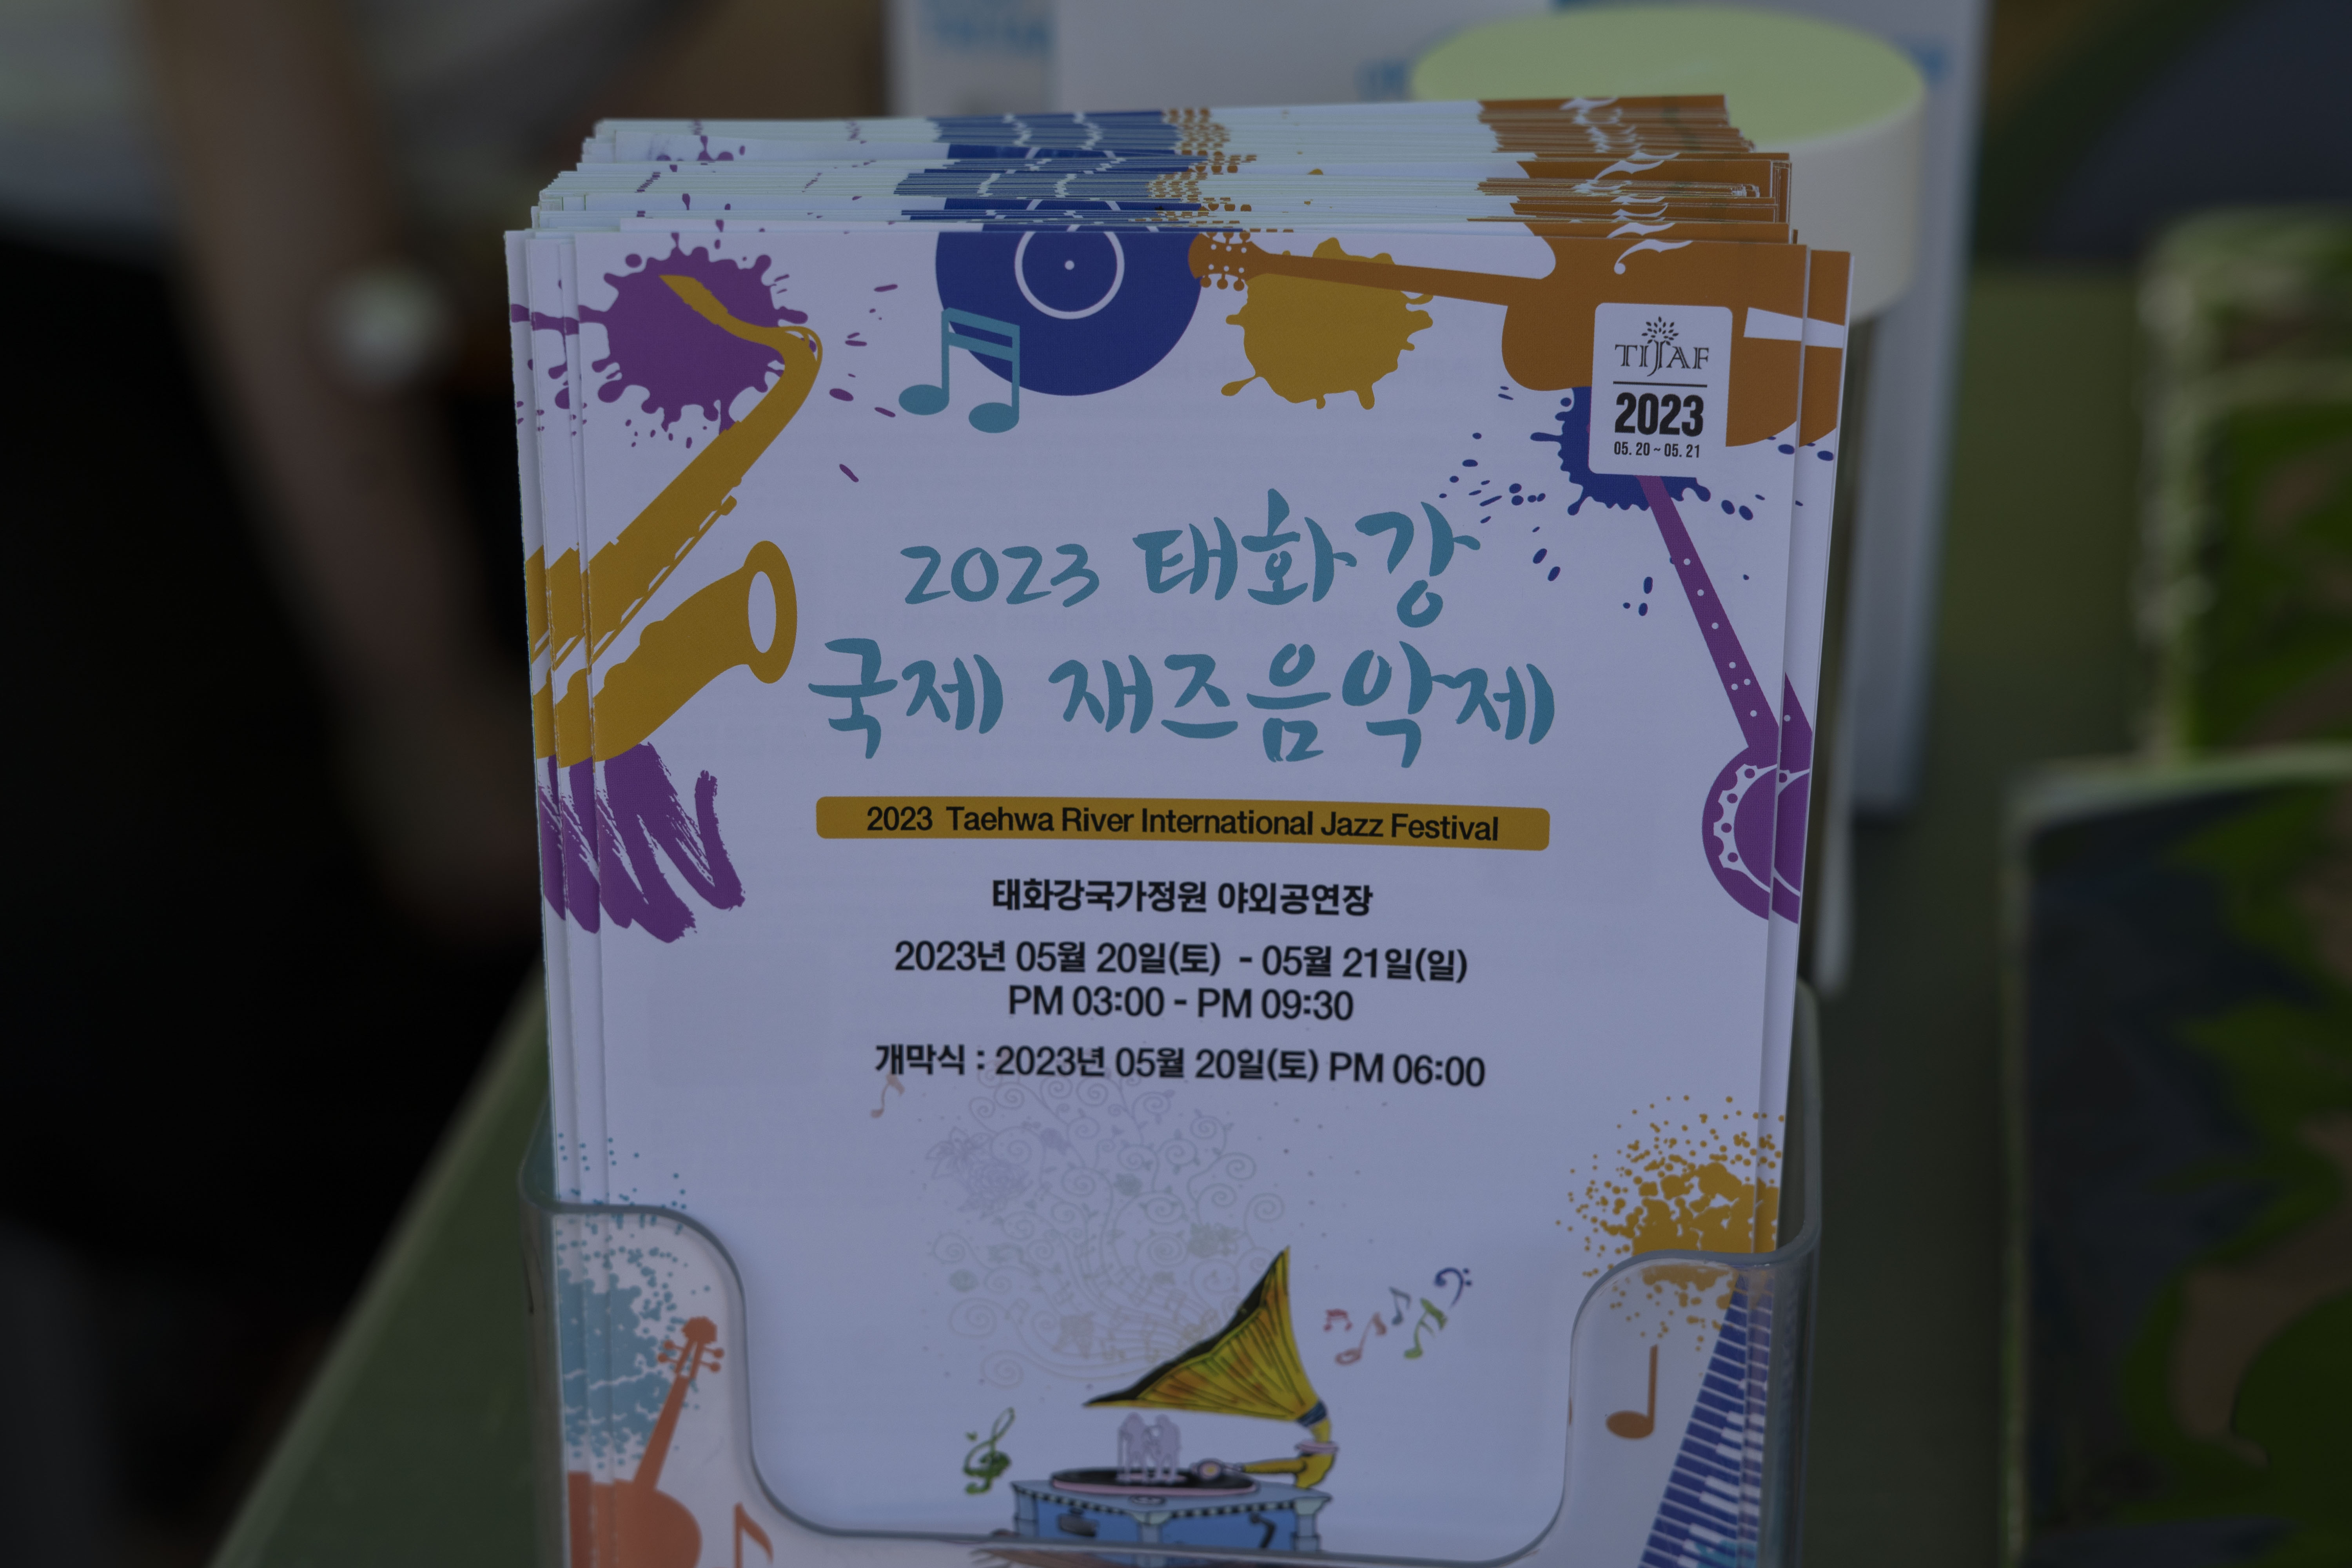 TIJAF
2023
05. 20 ~ 05. 21
2023 태화강
국제 재즈음악제
2023 Taehwa River International Jazz Festival
태화강국가정원 야외공연장
2023년 05월 20일(토) - 05월 21일(일)
PM 03:00 - PM 09:30
개막식 : 2023년 05월 20일(토) PM 06:00